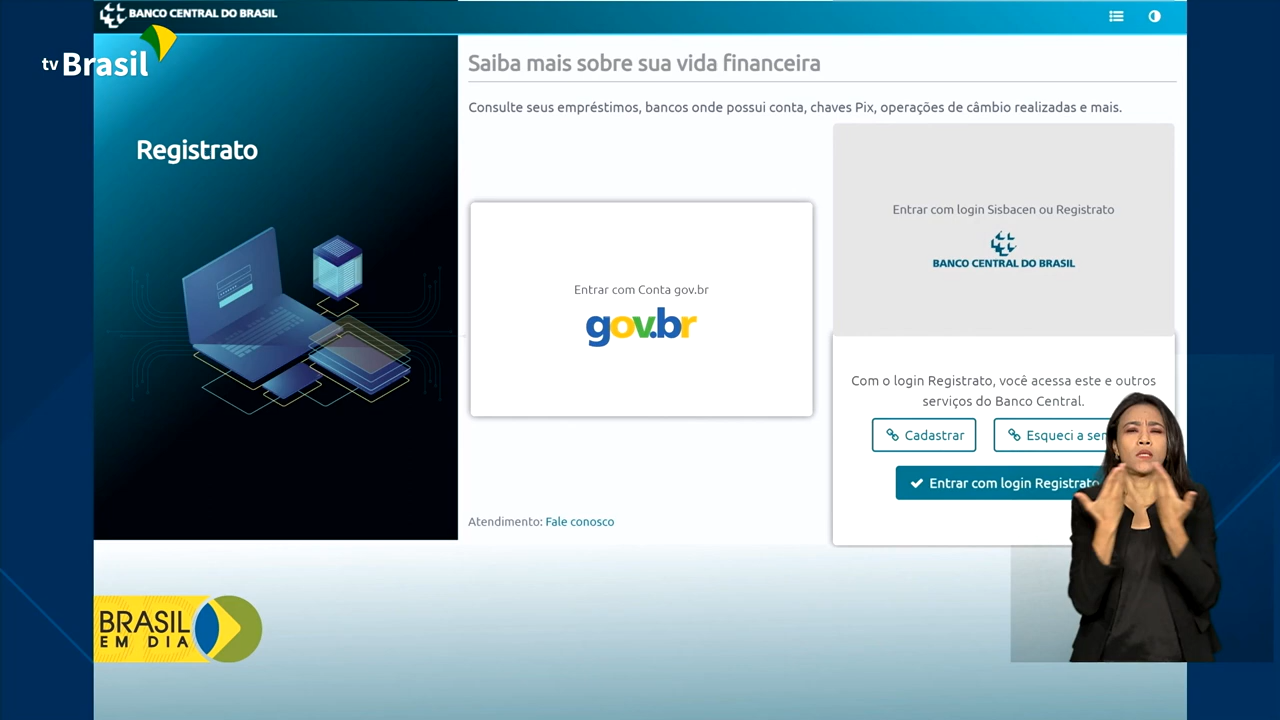 BANCO CENTRAL DO BRASIL
tv Brasil
Saiba mais sobre sua vida financeira
Consulte seus empréstimos, bancos onde possui conta, chaves Pix, operações de câmbio realizadas e mais.
Registrato
Entrar com login Sisbacen ou Registrato
BANCO CENTRAL DO BRASIL
Entrar com Conta gov.br
gov.br
Com o login Registrato, você acessa este e outros
serviços do Banco Central.
Cadastrar
Esqueci a sen
Entrar com login Registrato
Atendimento: Fale conosco
BRASIL
EM DIA